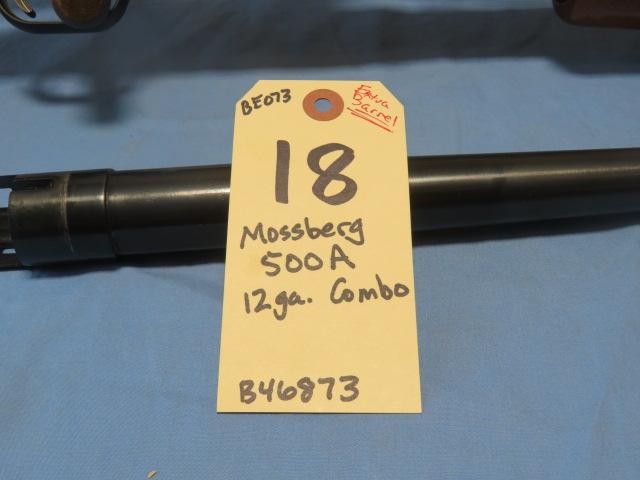 BE073
Extra
Barrel
18
Mossberg
500A
12ga. Combo
B46873